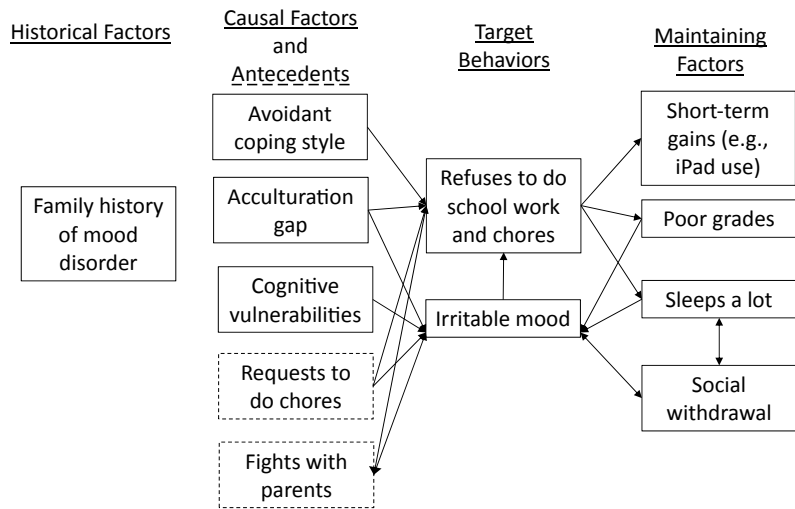 Historical Factors
Causal Factors
and
Antecedents
Target
Behaviors
Maintaining
Factors
Family history
of mood
disorder
Avoidant
coping style
Acculturation
gap
Cognitive
vulnerabilities
Requests to
do chores
Fights with
parents
Refuses to do
school work
and chores
Irritable mood
Short-term
gains (e.g.,
iPad use)
Poor grades
Sleeps a lot
Social
withdrawal